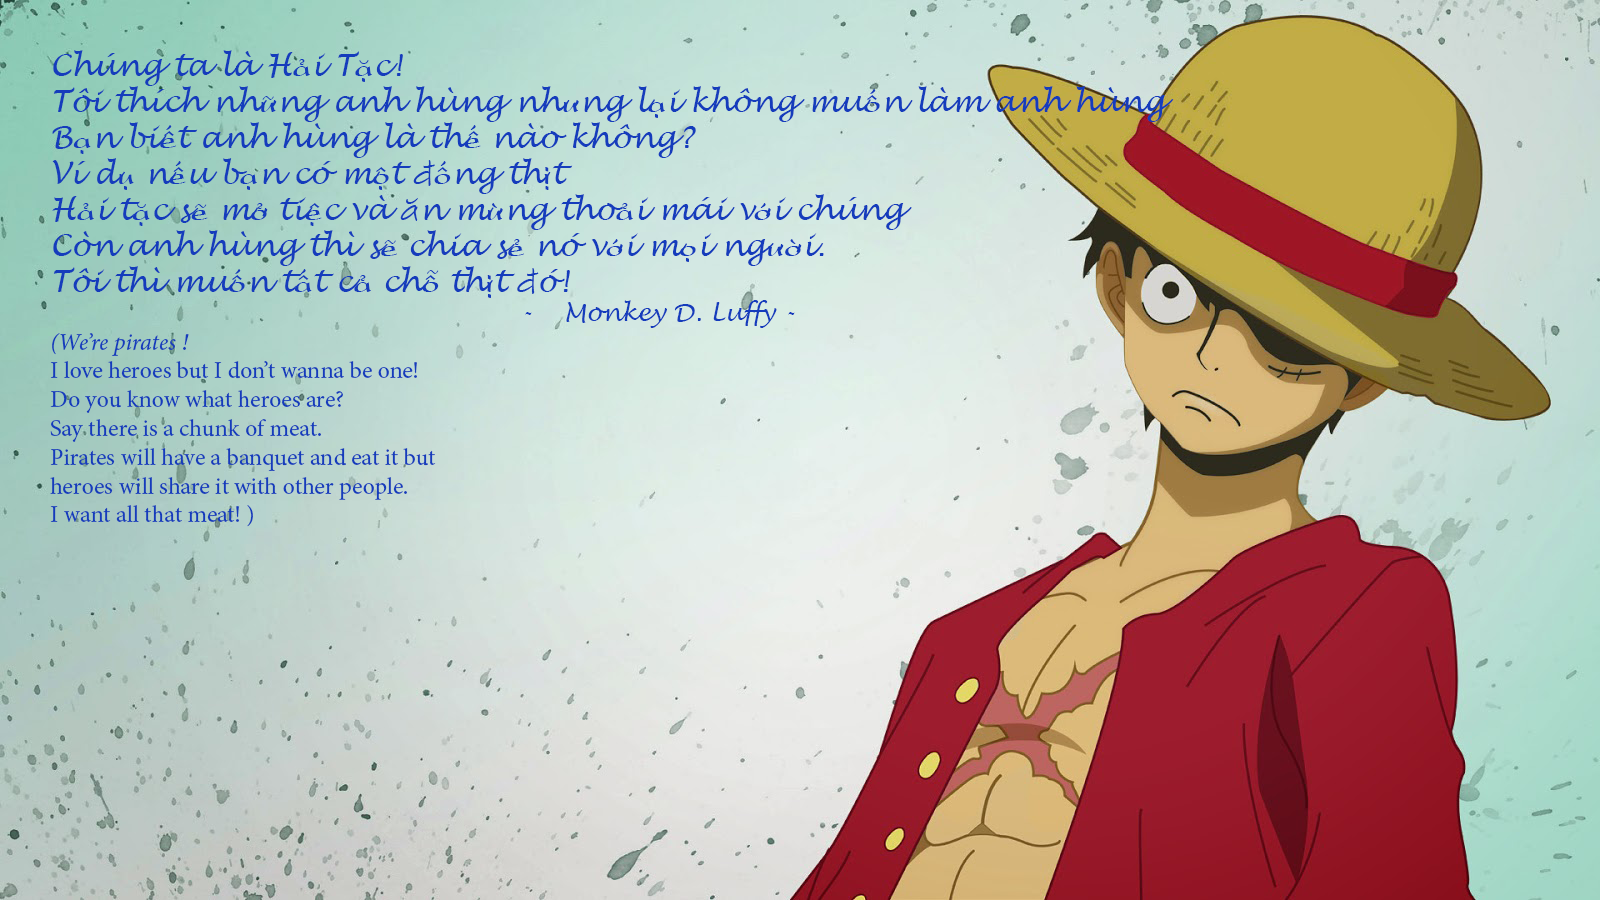 Chúng ta là Hải Tặc!
Tôi thích những anh hùng nhưng lại không muốn làm anh hùng
Bạn biết anh hùng là thế nào không?
Ví dụ nếu bạn có một đống thịt
Hải tặc sẽ mở tiệc và ăn mừng thoải mái với chúng
Còn anh hùng thì sẽ chia sẻ nó với mọi người.
Tôi thì muốn tất cả chỗ thịt đó!
- Monkey D. Luffy -
(We're pirates !
I love heroes but I don't wanna be one!
Do you know what heroes are?
Say there is a chunk of meat.
Pirates will have a banquet and eat it but
heroes will share it with other people.
I want all that meat! )